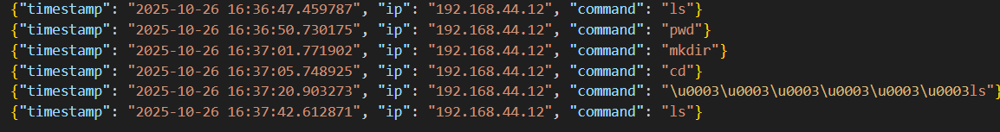 {"timestamp": "2025-10-26 16:36:47.459787", "ip": "192.168.44.12", "command": "ls"}
{"timestamp": "2025-10-26 16:36:50.730175", "ip": "192.168.44.12", "command": "pwd"}
{"timestamp": "2025-10-26 16:37:01.771902", "ip": "192.168.44.12", "command": "mkdir"}
{"timestamp": "2025-10-26 16:37:05.748925", "ip": "192.168.44.12", "command": "cd"}
{"timestamp": "2025-10-26 16:37:20.903273", "ip": "192.168.44.12", "command": "\u0003\u0003\u0003\u0003\u0003\u0003ls"}
{"timestamp": "2025-10-26 16:37:42.612871", "ip": "192.168.44.12", "command": "ls"}